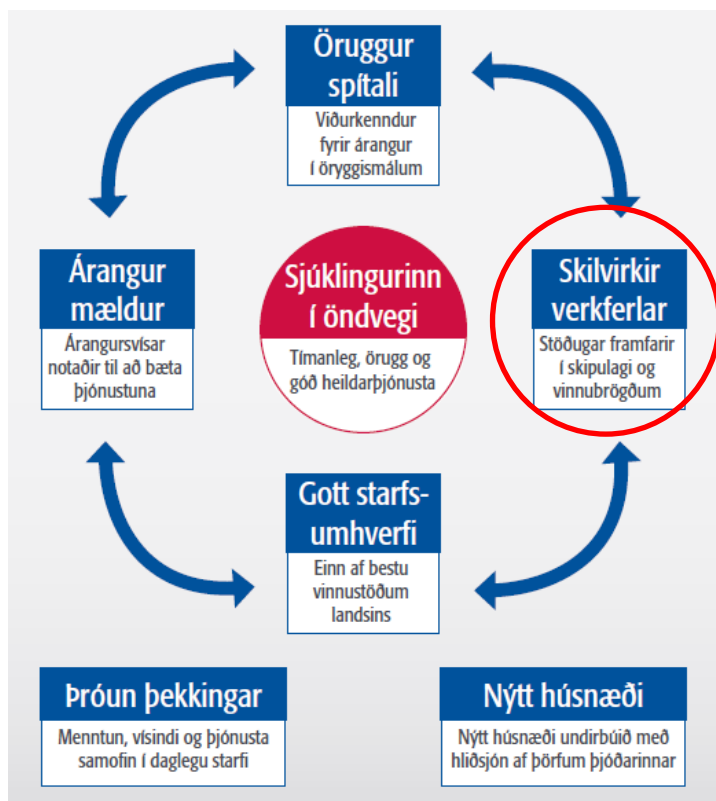 Öruggur
spítali
Viðurkenndur
fyrir árangur
í öryggismálum
Árangur
mældur
Árangursvísar
notaðir til að bæta
þjónustuna
Sjúklingurinn
í öndvegi
Tímanleg, örugg og
góð heildarþjónusta
Skilvirkir
verkferlar
Stöðugar framfarir
í skipulagi og
vinnubrögðum
Gott starfs-
umhverfi
Einn af bestu
vinnustöðum
landsins
Þróun þekkingar
Menntun, vísindi og þjónusta
samofin í daglegu starfi
Nýtt húsnæði
Nýtt húsnæði undirbúið með
hliðsjón af þörfum þjóðarinnar